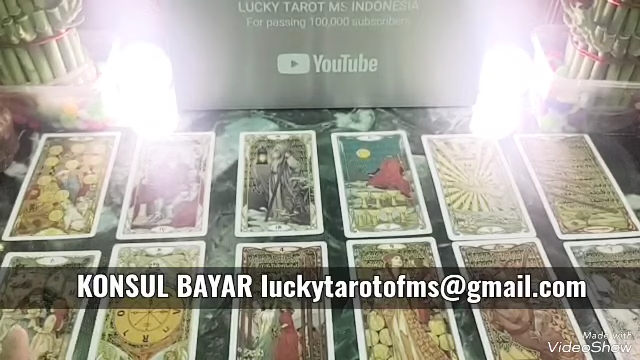 LUCKY TAROT MS INDONESIA
For passing 100,000 subscribers
YouTube
KONSUL BAYAR luckytarotofms@gmail.com
Made with
VideoShow